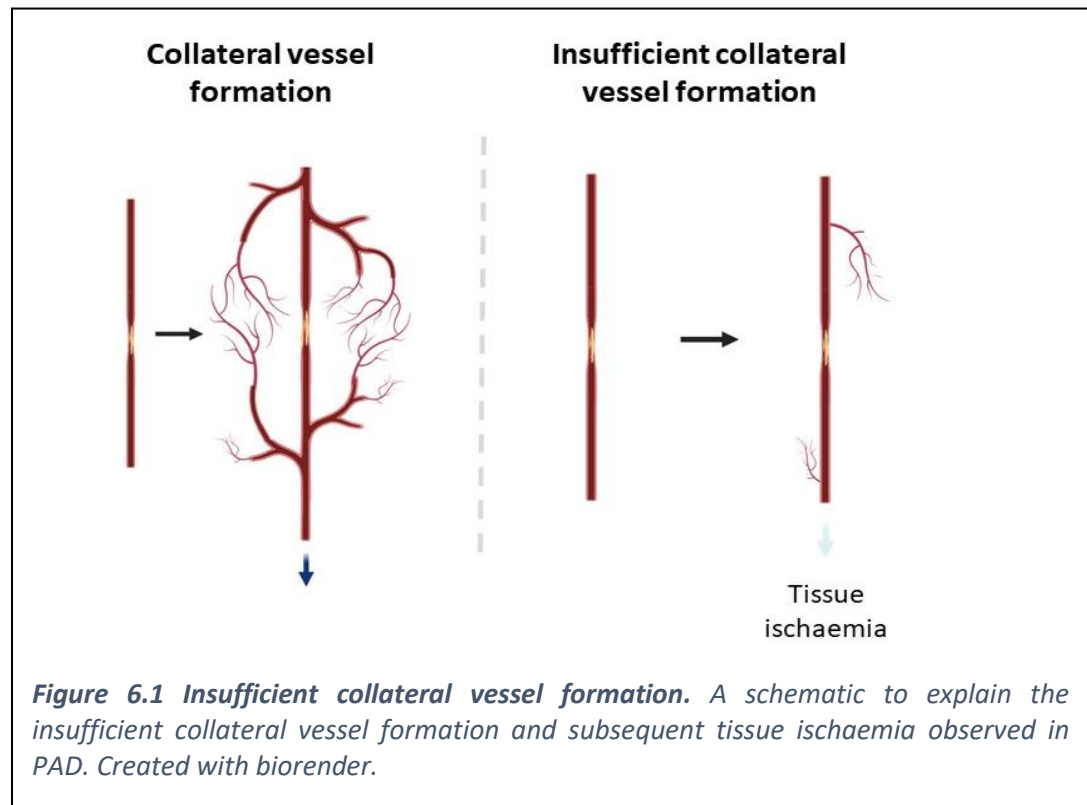 Collateral vessel
formation
Insufficient collateral
vessel formation
Tissue
ischaemia
Figure 6.1 Insufficient collateral vessel formation. A schematic to explain the
insufficient collateral vessel formation and subsequent tissue ischaemia observed in
PAD. Created with biorender.